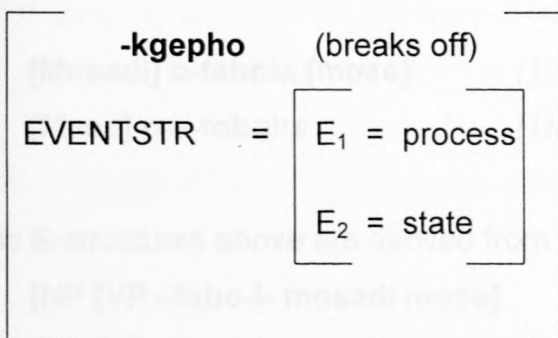 -kgepho (breaks off)
EVENTSTR = E₁ = process
E₂ = state